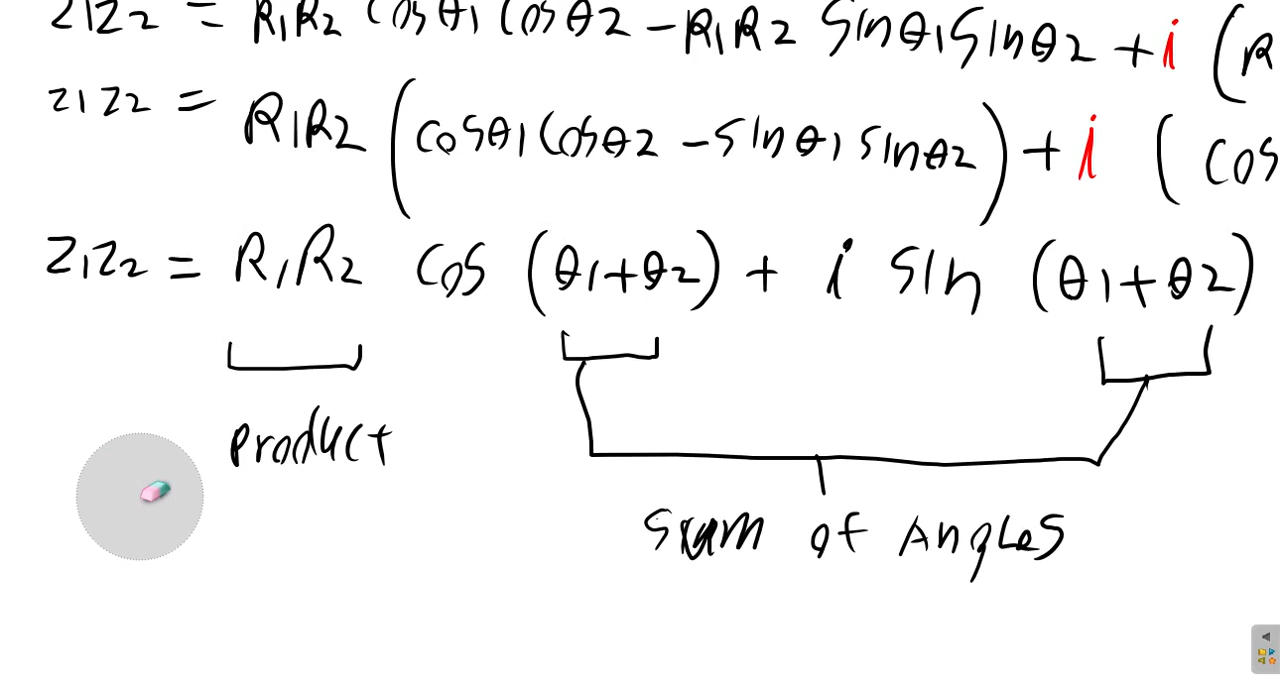 Z1Z2 = R1R2 cosθ1 cosθ2 - R1R2 sinθ1 sinθ2 + i (R
Z1Z2 = R1R2 (cosθ1 cosθ2 - sinθ1 sinθ2) + i (cos
Z1Z2 = R1R2 cos (θ1+θ2) + i sin (θ1+θ2)
product
sum of Angles